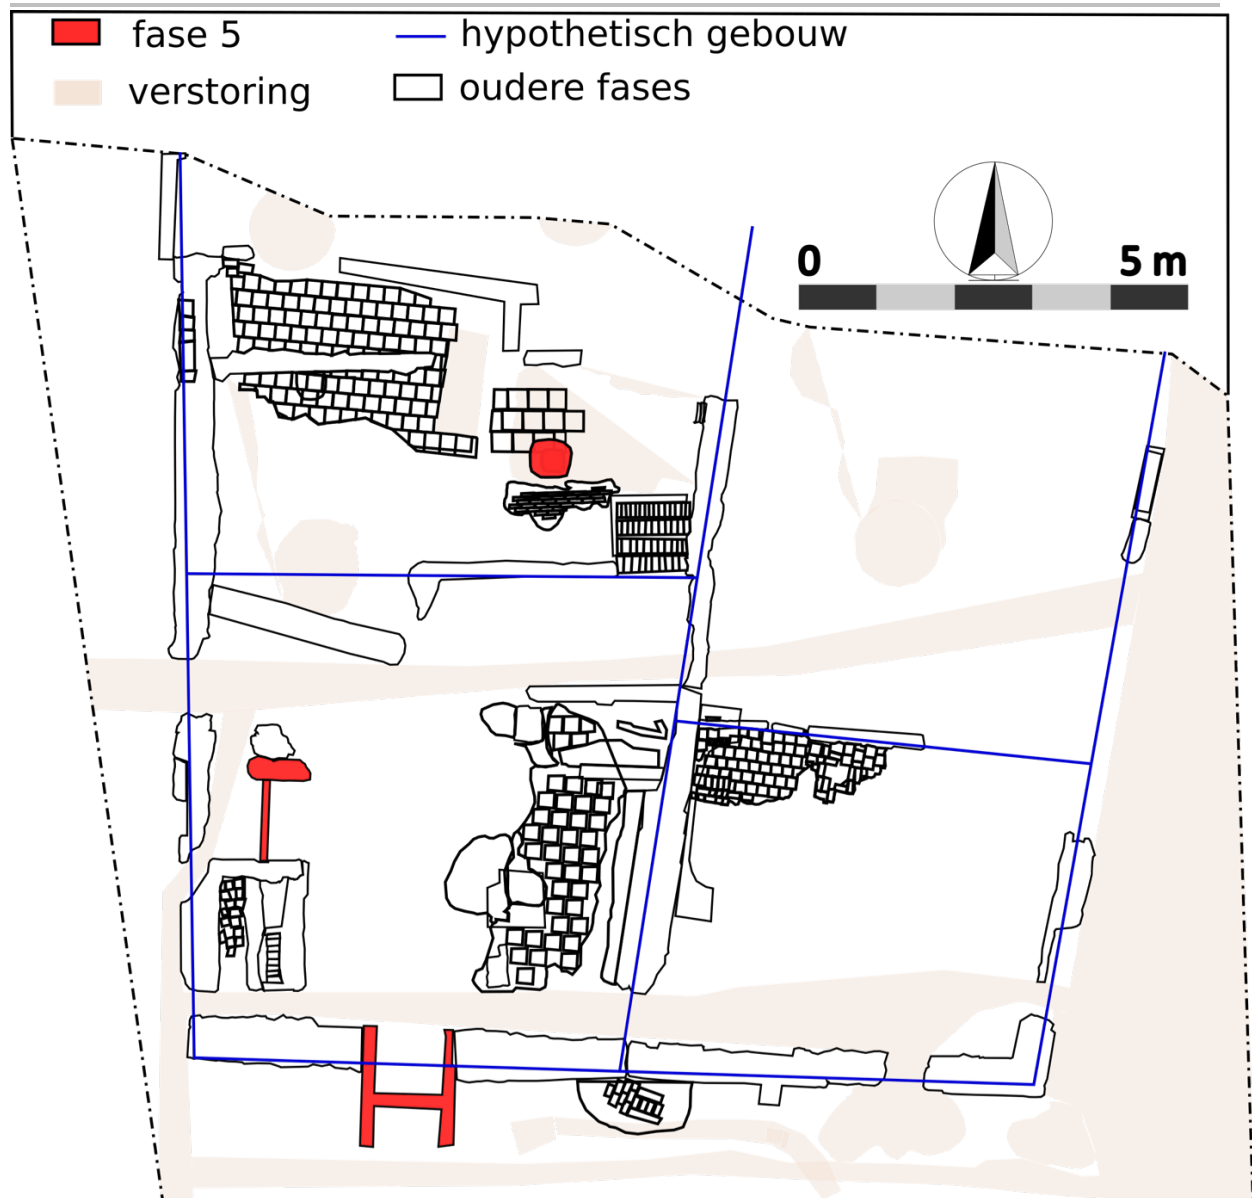 fase 5
hypothetisch gebouw
verstoring
oudere fases
0
5 m